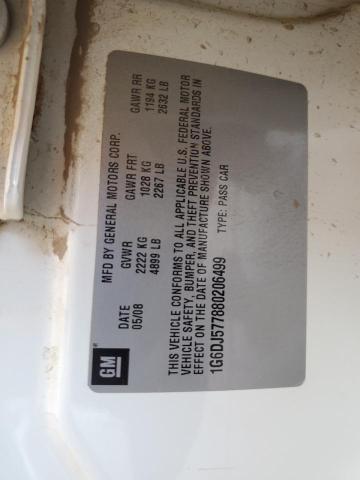 GM
MFD BY GENERAL MOTORS CORP.
DATE GVWR GAWR FRT GAWR RR
05/08 2222 KG 1028 KG 1194 KG
4899 LB 2267 LB 2632 LB
THIS VEHICLE CONFORMS TO ALL APPLICABLE U.S. FEDERAL MOTOR
VEHICLE SAFETY, BUMPER, AND THEFT PREVENTION STANDARDS IN
EFFECT ON THE DATE OF MANUFACTURE SHOWN ABOVE.
1G6DJ577880206499 TYPE: PASS CAR